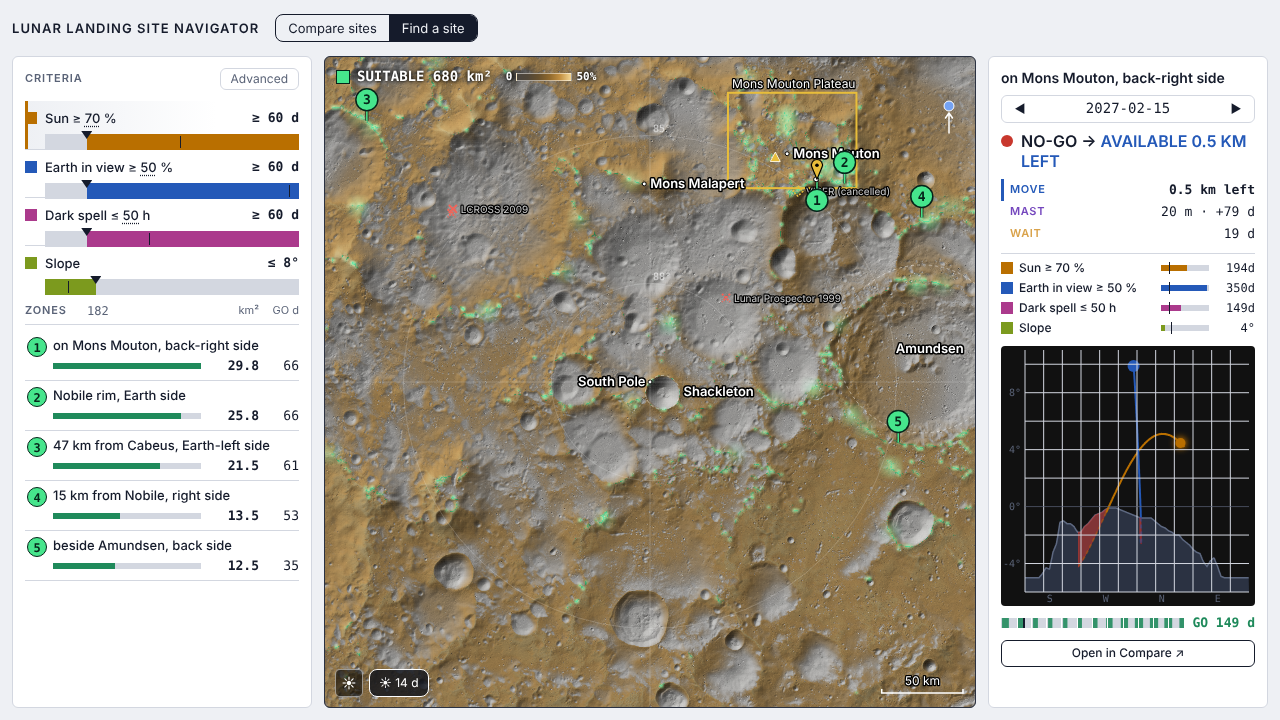 LUNAR LANDING SITE NAVIGATOR
Compare sites
Find a site
CRITERIA
Advanced
Sun ≥ 70 %
≥ 60 d
Earth in view ≥ 50 %
≥ 60 d
Dark spell ≤ 50 h
≥ 60 d
Slope
≤ 8°
ZONES 182 km² GO d
1 on Mons Mouton, back-right side
29.8 66
2 Nobile rim, Earth side
25.8 66
3 47 km from Cabeus, Earth-left side
21.5 61
4 15 km from Nobile, right side
13.5 53
5 beside Amundsen, back side
12.5 35
SUITABLE 680 km²
0 50%
3
Mons Mouton Plateau
85°
Mons Mouton
2
Mons Malapert
VIPER (cancelled)
1
4
LCROSS 2009
88°
Lunar Prospector 1999
Amundsen
South Pole
Shackleton
5
14 d
50 km
on Mons Mouton, back-right side
◀ 2027-02-15 ▶
NO-GO → AVAILABLE 0.5 KM
LEFT
MOVE 0.5 km left
MAST 20 m · +79 d
WAIT 19 d
Sun ≥ 70 % 194d
Earth in view ≥ 50 % 350d
Dark spell ≤ 50 h 149d
Slope 4°
8°
4°
0°
-4°
S W N E
GO 149 d
Open in Compare ↗